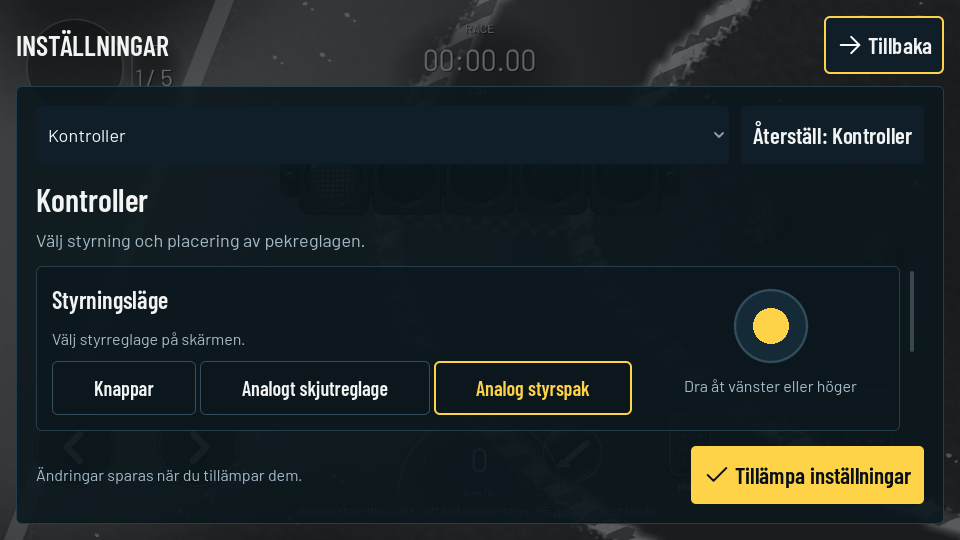 INSTÄLLNINGAR
1/5
RACE
00:00.00
Tillbaka
Kontroller
Återställ: Kontroller
Kontroller
Välj styrning och placering av pekreglagen.
Styrningsläge
Välj styrreglage på skärmen.
Knappar
Analogt skjutreglage
Analog styrspak
Dra åt vänster eller höger
0
Ändringar sparas när du tillämpar dem.
Tillämpa inställningar